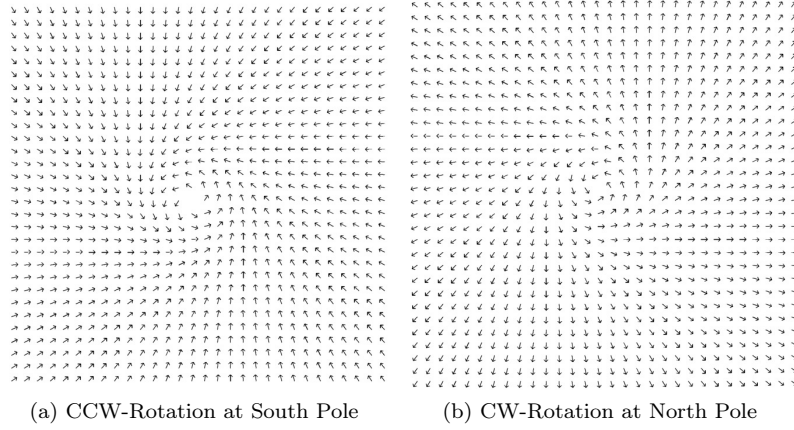 (a) CCW-Rotation at South Pole
(b) CW-Rotation at North Pole